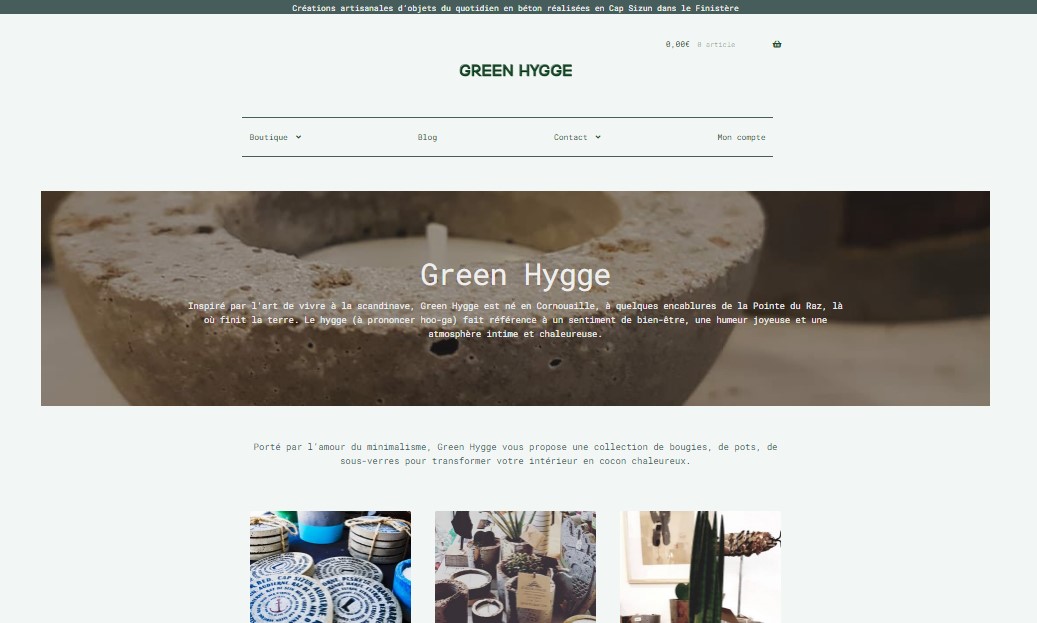 Créations artisanales d'objets du quotidien en béton réalisées en Cap Sizun dans le Finistère
0,00€ 0 article
GREEN HYGGE
Boutique Blog Contact Mon compte
Green Hygge
Inspiré par l'art de vivre à la scandinave, Green Hygge est né en Cornouaille, à quelques encablures de la Pointe du Raz, là
où finit la terre. Le hygge (à prononcer hoo-ga) fait référence à un sentiment de bien-être, une humeur joyeuse et une
atmosphère intime et chaleureuse.
Porté par l'amour du minimalisme, Green Hygge vous propose une collection de bougies, de pots, de
sous-verres pour transformer votre intérieur en cocon chaleureux.
CAP SIZUN